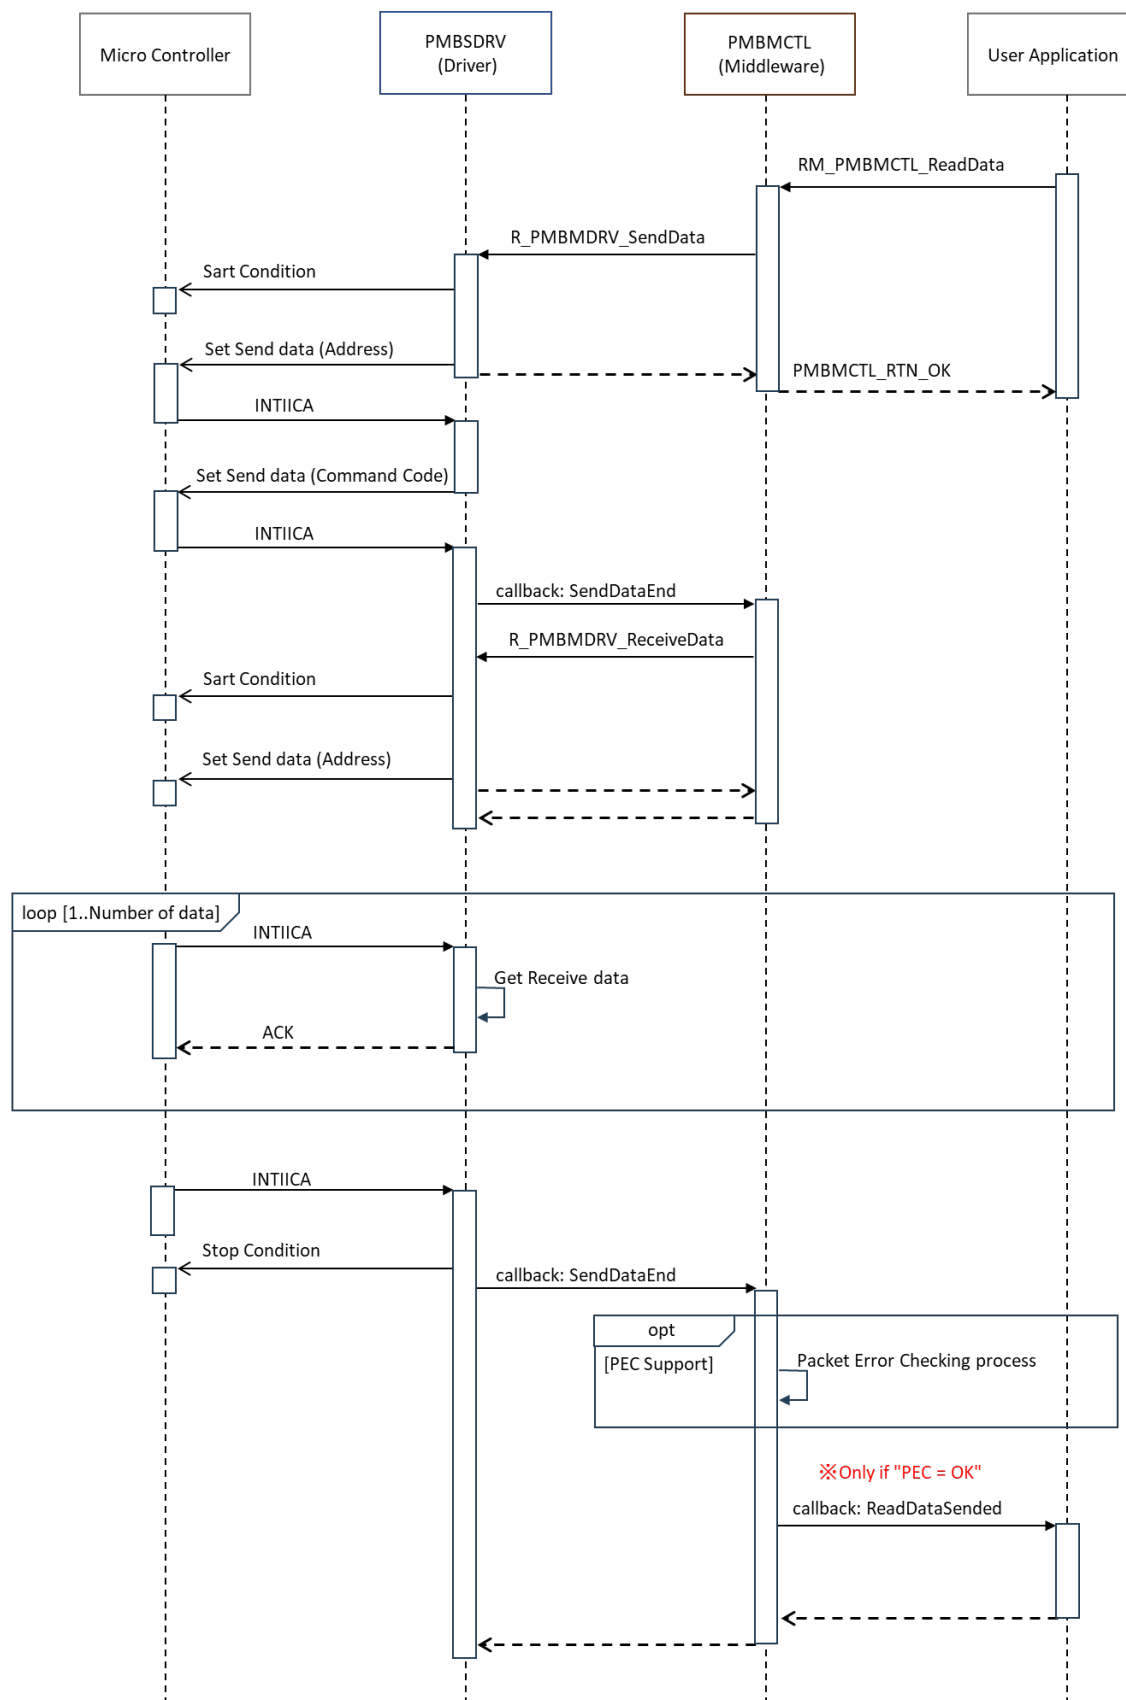 Micro Controller
PMBSDRV
(Driver)
PMBMCTL
(Middleware)
User Application
RM_PMBMCTL_ReadData
R_PMBMDRV_SendData
Sart Condition
Set Send data (Address)
PMBMCTL_RTN_OK
INTIICA
Set Send data (Command Code)
INTIICA
callback: SendDataEnd
R_PMBMDRV_ReceiveData
Sart Condition
Set Send data (Address)
loop [1..Number of data]
INTIICA
Get Receive data
ACK
INTIICA
Stop Condition
callback: SendDataEnd
opt
[PEC Support]
Packet Error Checking process
※Only if "PEC = OK"
callback: ReadDataSended